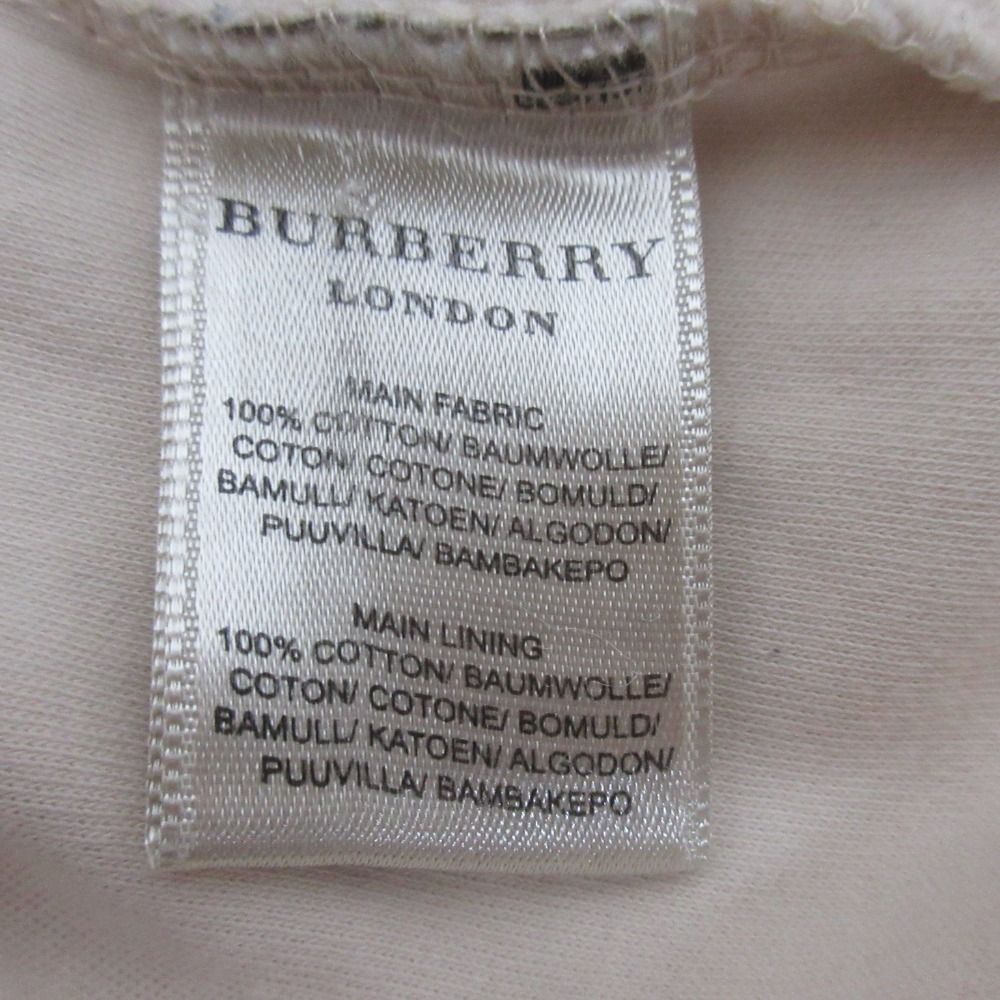 BURBERRY
LONDON
MAIN FABRIC
100% COTTON/ BAUMWOLLE/
COTON/ COTONE/ BOMULD/
BAMULL/ KATOEN/ ALGODON/
PUUVILLA/ BAMBAKEPO
MAIN LINING
100% COTTON/ BAUMWOLLE/
COTON/ COTONE/ BOMULD/
BAMULL/ KATOEN/ ALGODON/
PUUVILLA/ BAMBAKEPO